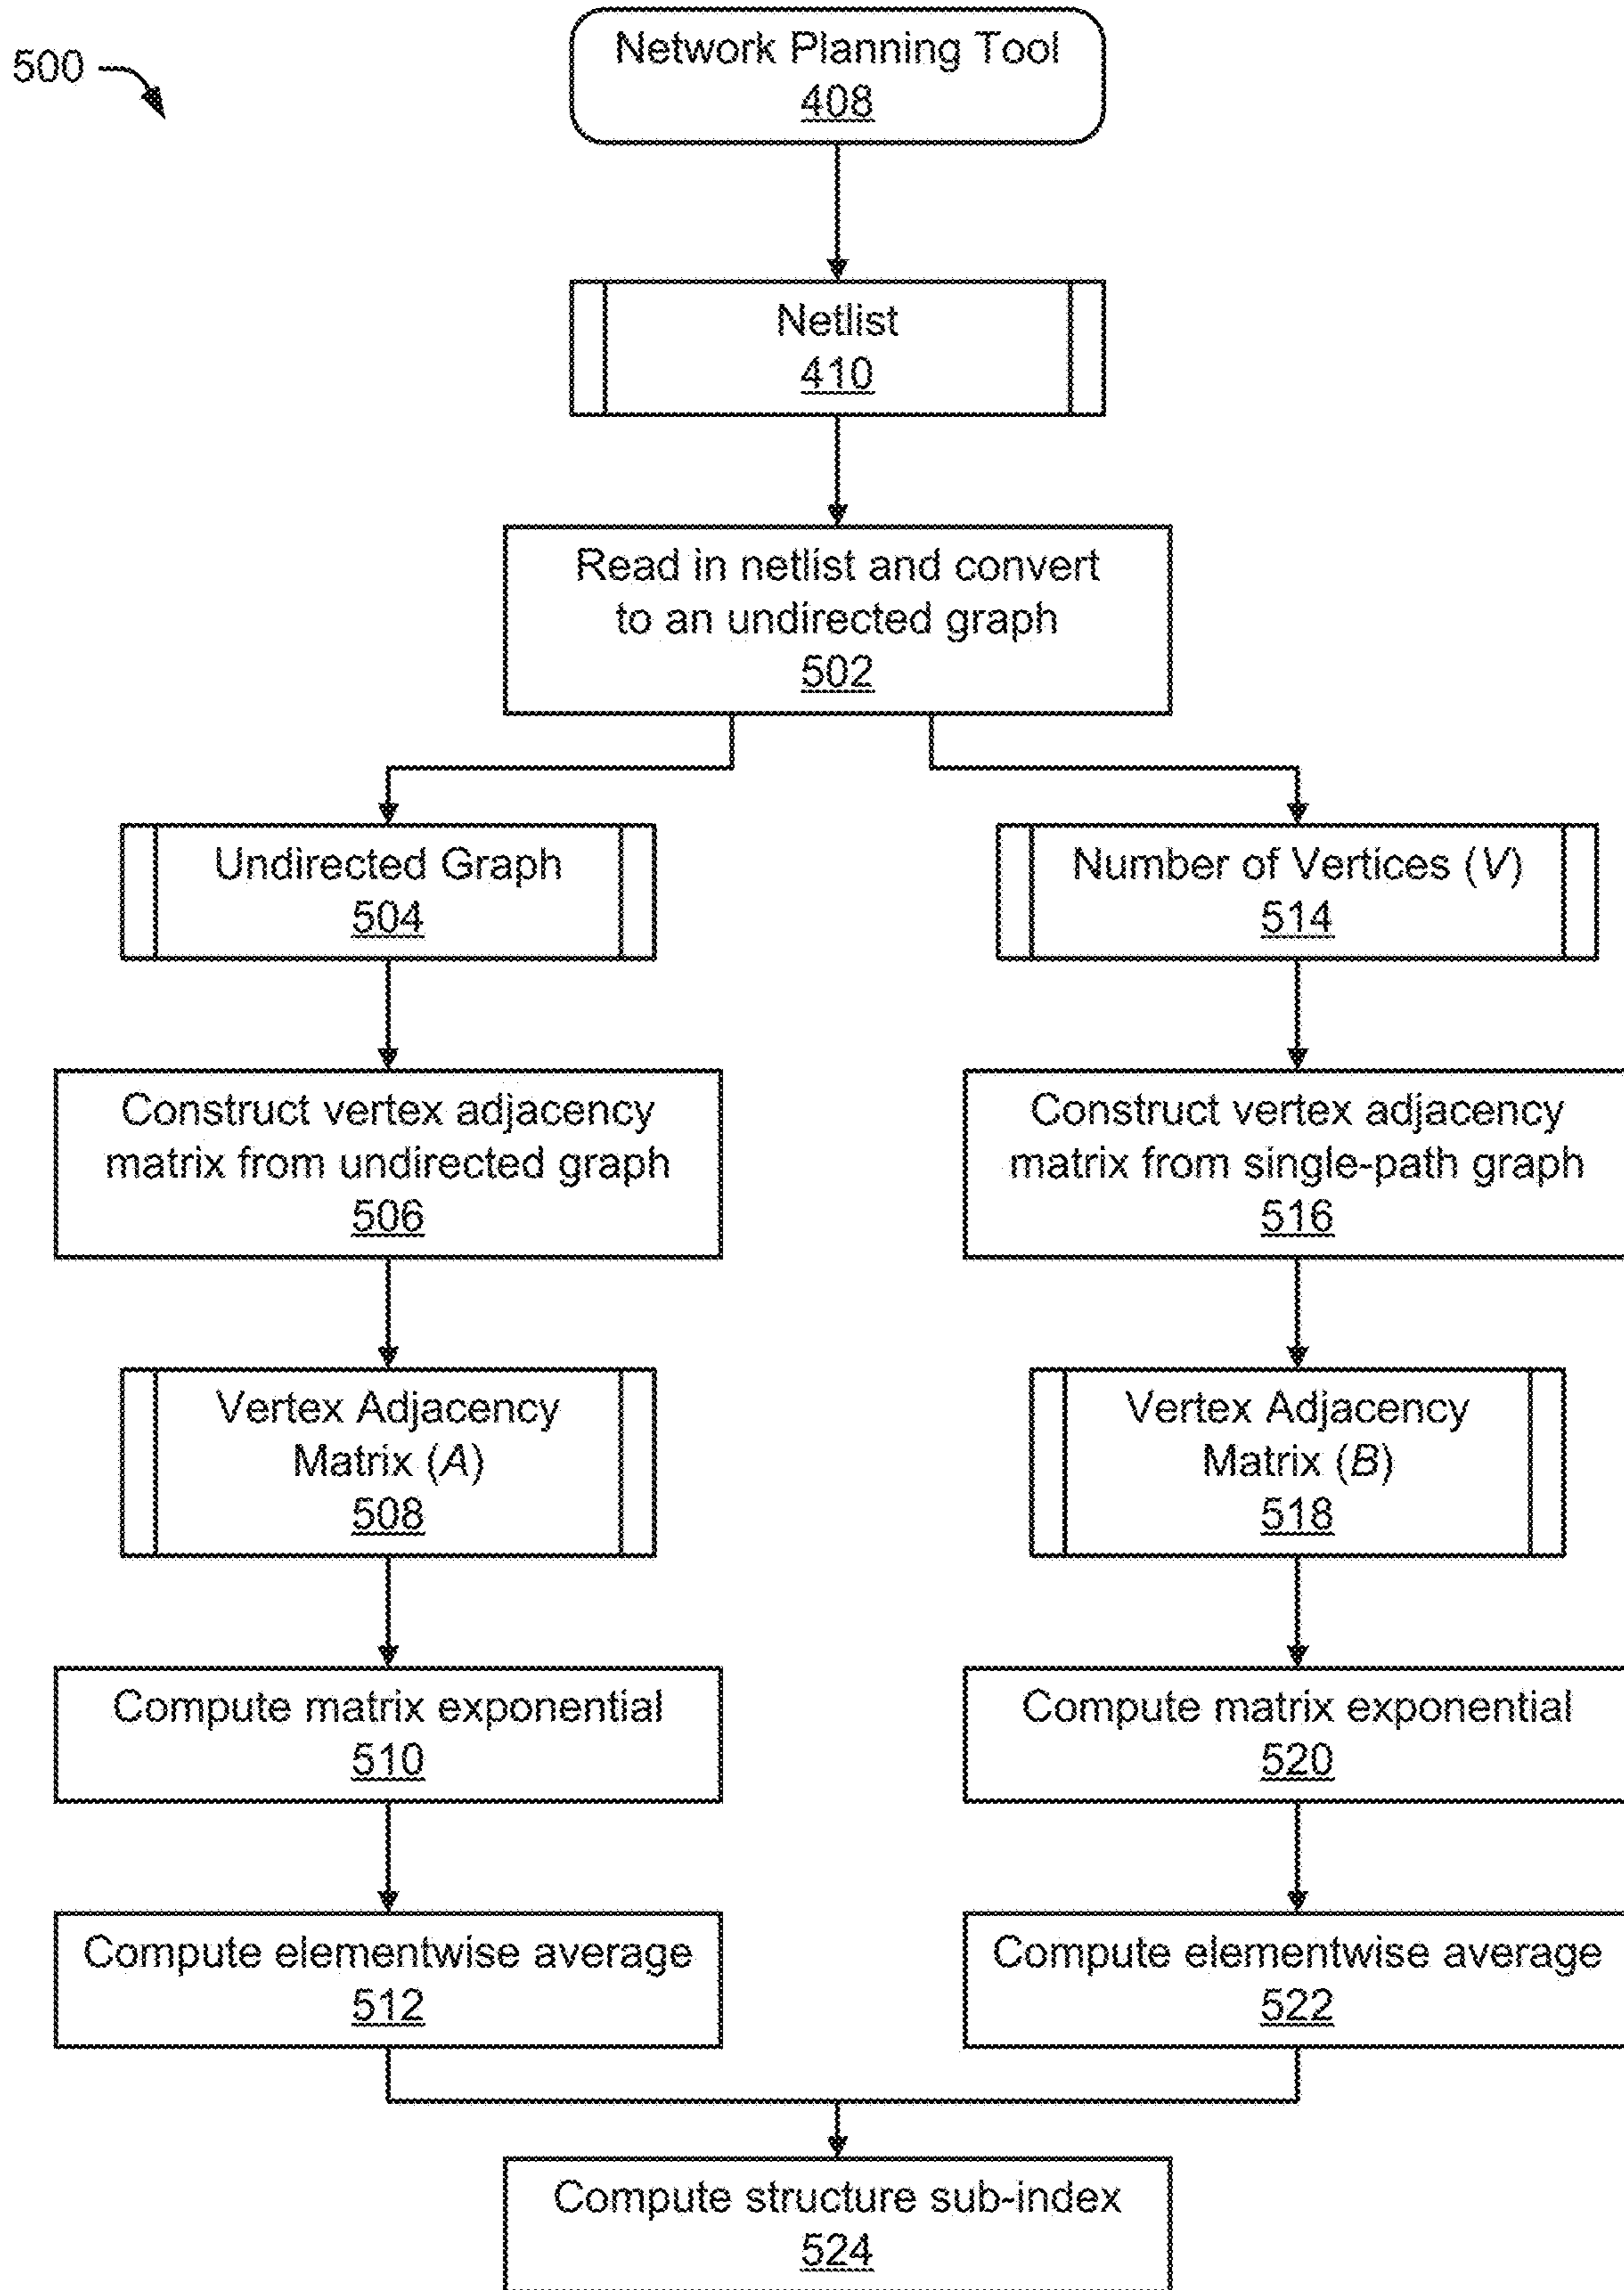 500
Network Planning Tool
408
Netlist
410
Read in netlist and convert
to an undirected graph
502
Undirected Graph
504
Number of Vertices (V)
514
Construct vertex adjacency
matrix from undirected graph
506
Construct vertex adjacency
matrix from single-path graph
516
Vertex Adjacency
Matrix (A)
508
Vertex Adjacency
Matrix (B)
518
Compute matrix exponential
510
Compute matrix exponential
520
Compute elementwise average
512
Compute elementwise average
522
Compute structure sub-index
524